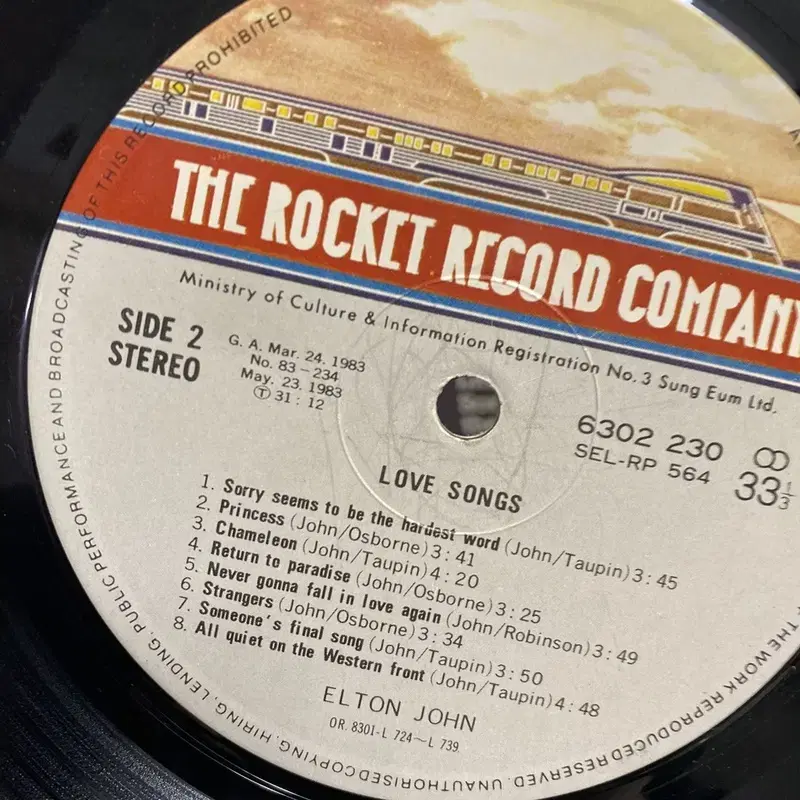 THE ROCKET RECORD COMPANY
Ministry of Culture & Information Registration No. 3 Sung Eum Ltd.
SIDE 2
STEREO
G. A. Mar. 24. 1983
No. 83-234
May. 23. 1983
Ⓣ 31 : 12
6302 230
SEL-RP 564
33⅓
LOVE SONGS
1. Sorry seems to be the hardest word (John/Taupin) 3 : 45
2. Princess (John/Osborne) 3 : 41
3. Chameleon (John/Taupin) 4 : 20
4. Return to paradise (John/Osborne) 3 : 25
5. Never gonna fall in love again (John/Robinson) 3 : 49
6. Strangers (John/Osborne) 3 : 34
7. Someone's final song (John/Taupin) 3 : 50
8. All quiet on the Western front (John/Taupin) 4 : 48
ELTON JOHN
OR. 8301-L 724~L 739
THE WORK REPRODUCED RESERVED. UNAUTHORISED COPYING, HIRING, LENDING, PUBLIC PERFORMANCE AND BROADCASTING OF THIS RECORD PROHIBITED